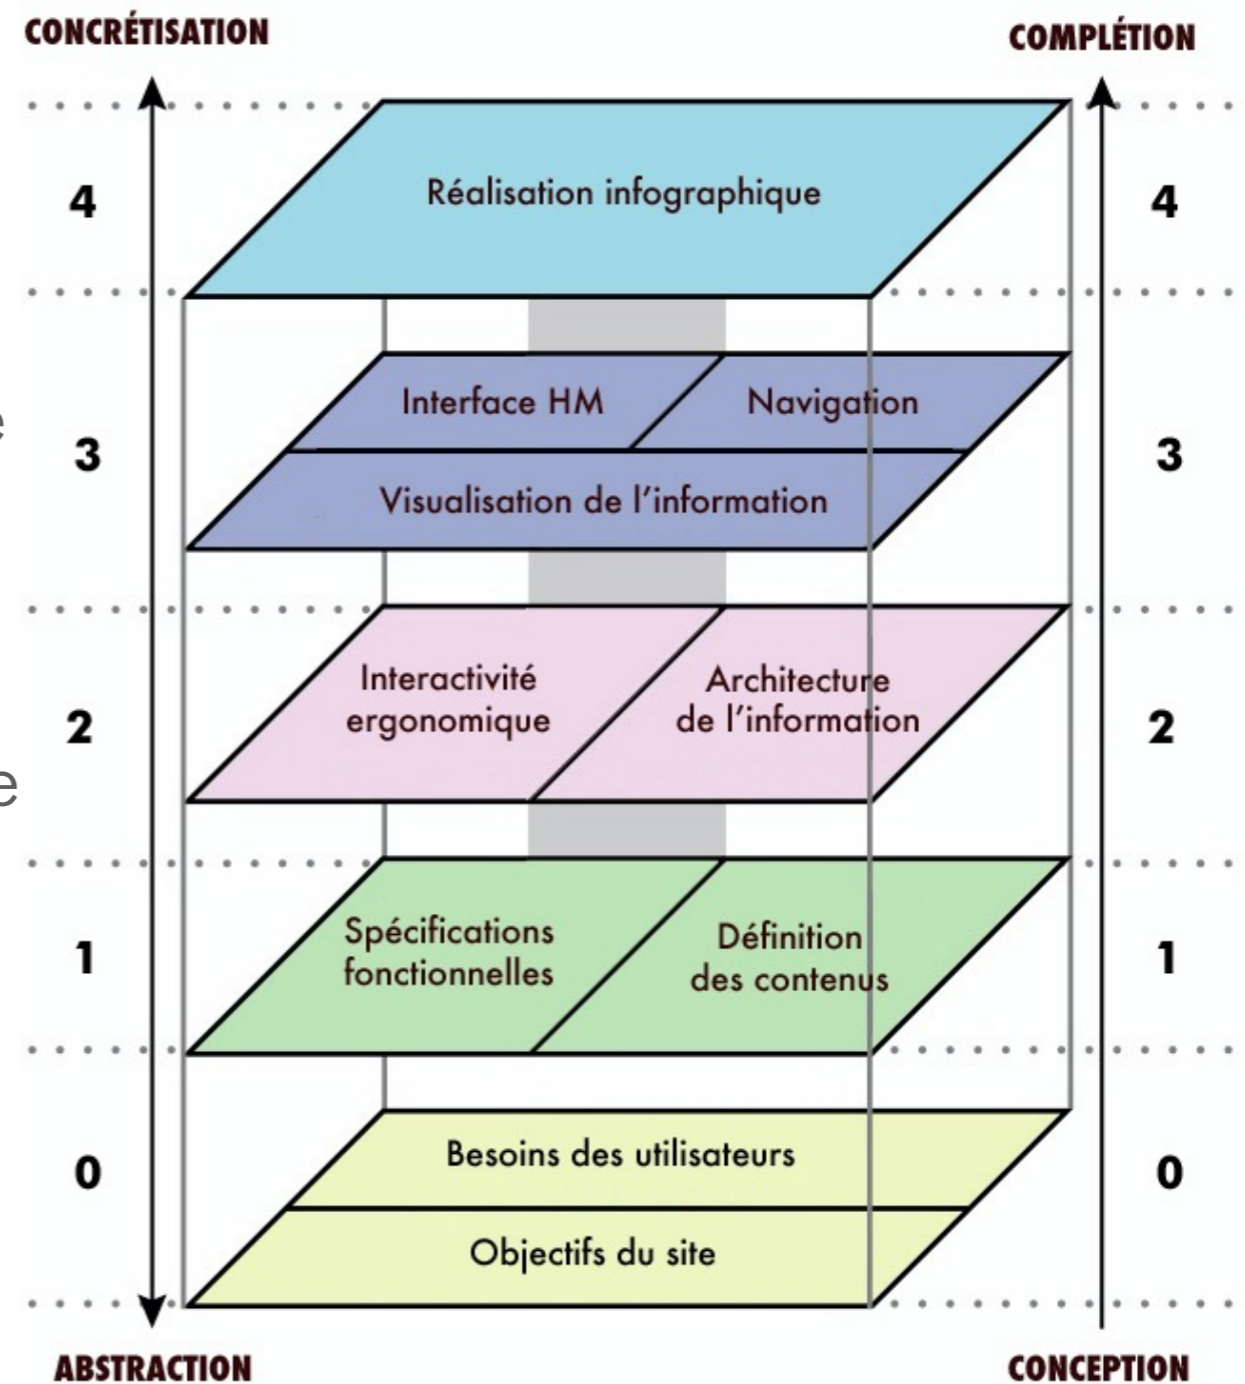 CONCRÉTISATION
COMPLÉTION
4
Réalisation infographique
4
Interface HM
Navigation
e
3
Visualisation de l'information
3
Interactivité
ergonomique
Architecture
de l'information
2
2
e
Spécifications
fonctionnelles
Définition
des contenus
1
1
Besoins des utilisateurs
0
0
Objectifs du site
ABSTRACTION
CONCEPTION